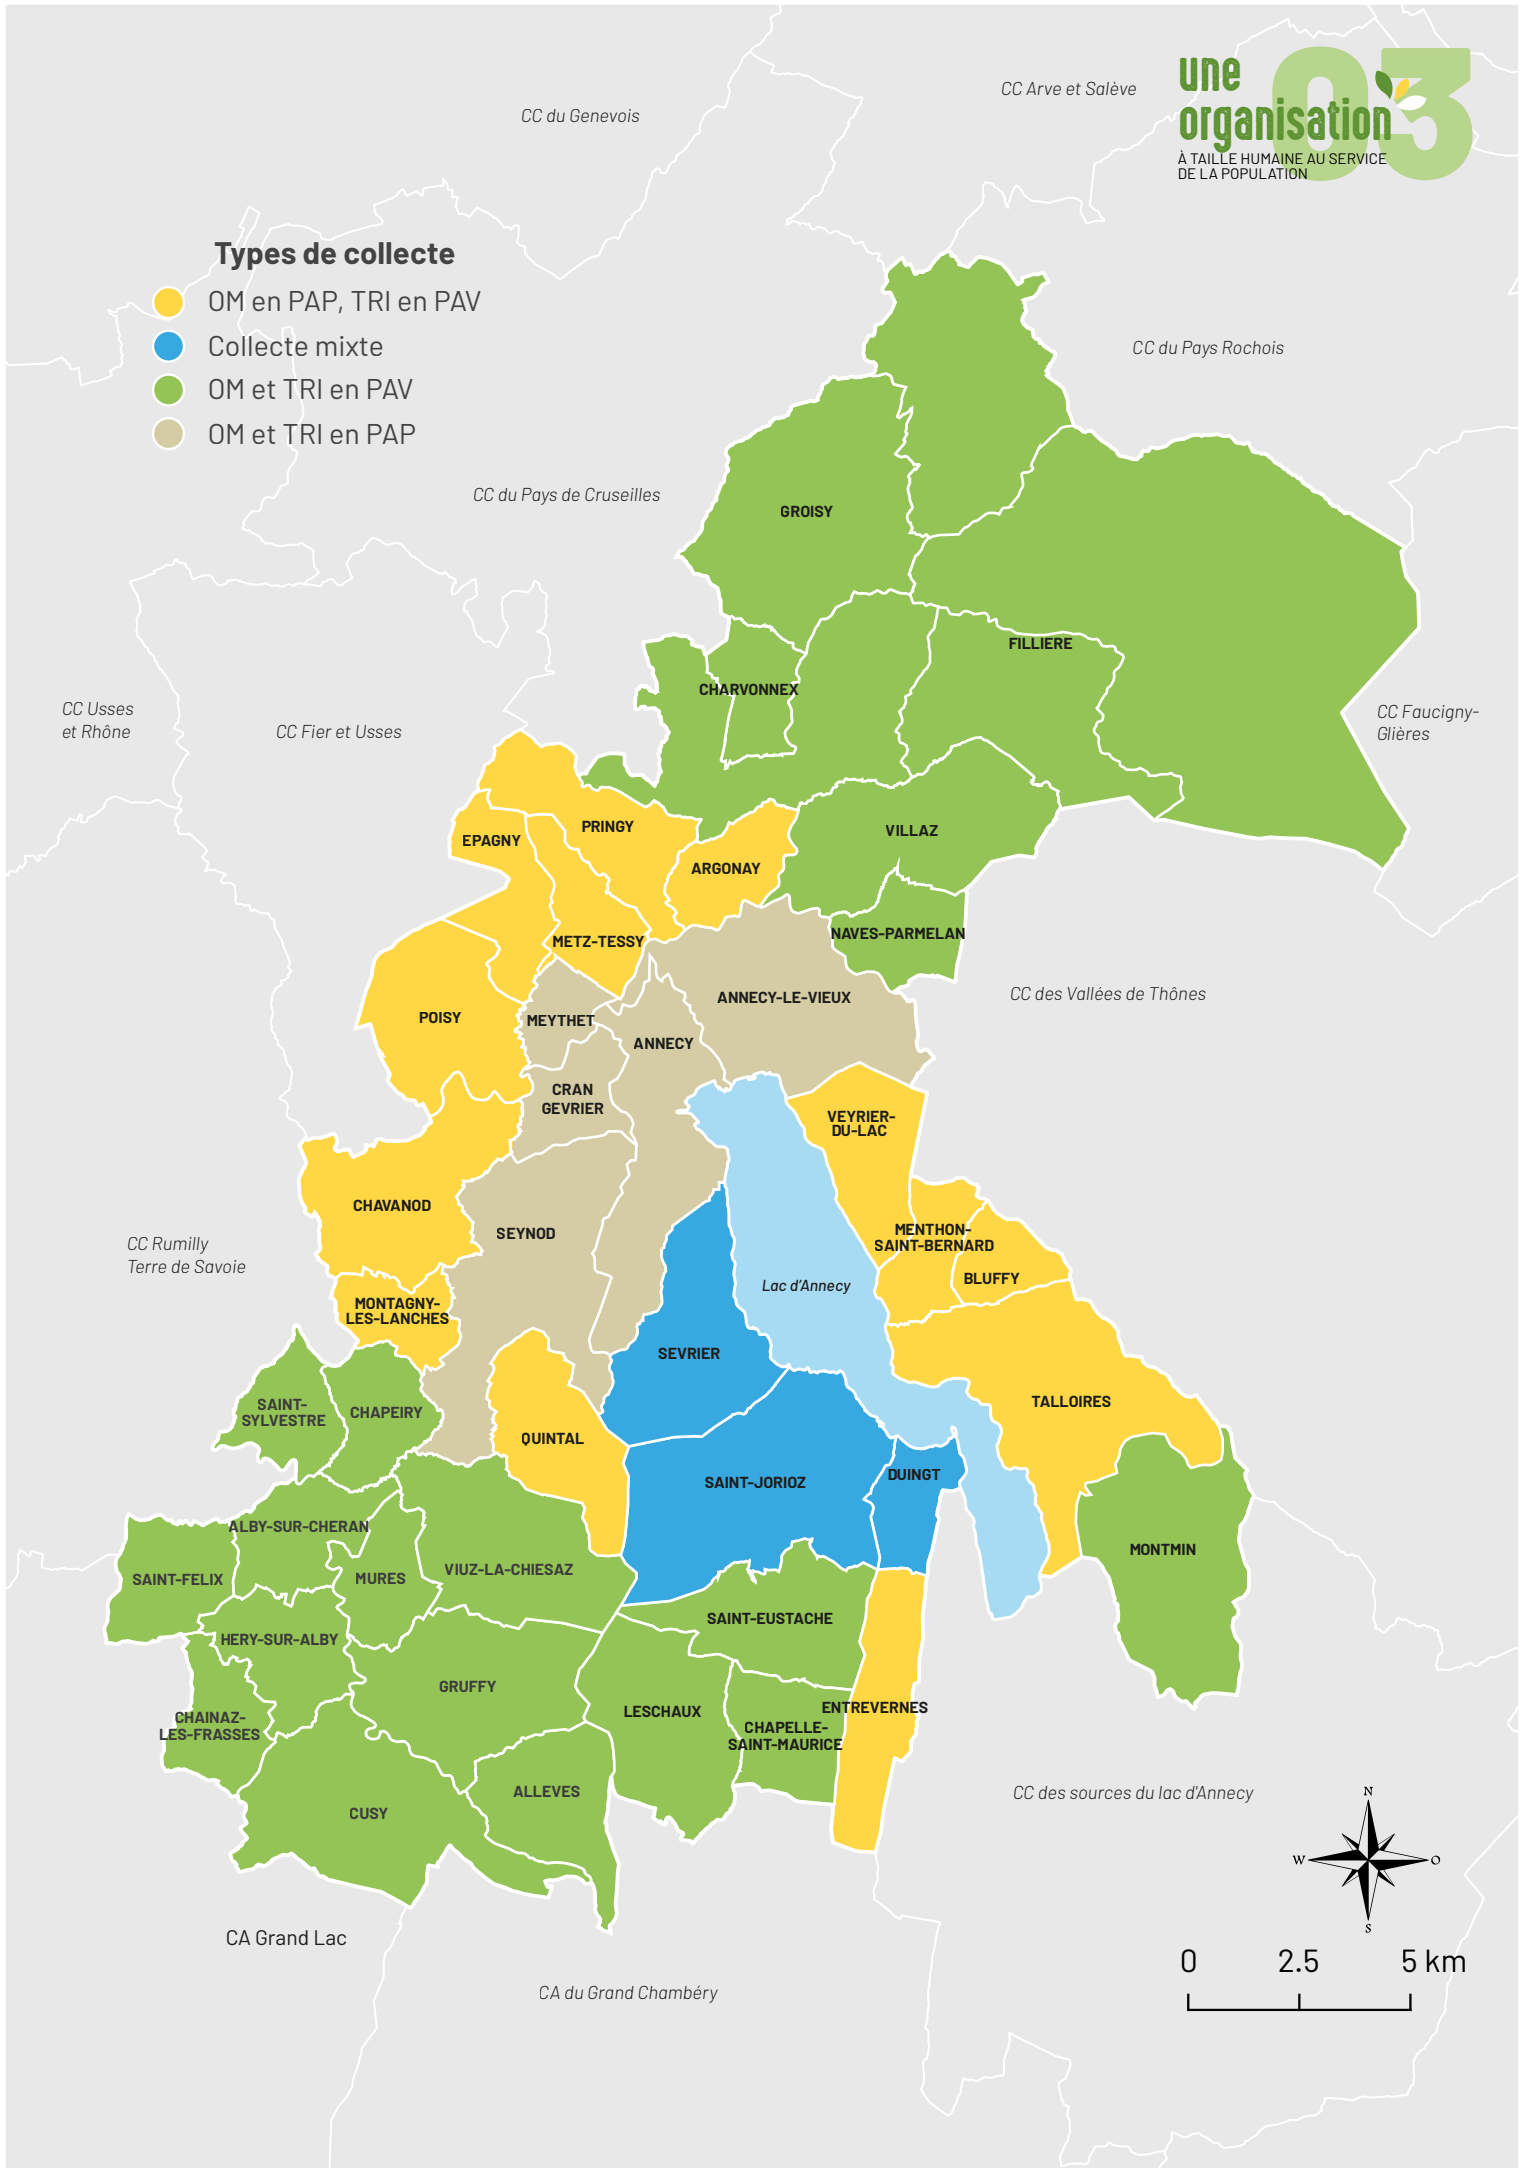 une
organisation
03
À TAILLE HUMAINE AU SERVICE
DE LA POPULATION
CC Arve et Salève
CC du Genevois
Types de collecte
OM en PAP, TRI en PAV
Collecte mixte
OM et TRI en PAV
OM et TRI en PAP
CC du Pays Rochois
CC du Pays de Cruseilles
GROISY
FILLIERE
CHARVONNEX
CC Usses
et Rhône
CC Fier et Usses
CC Faucigny-
Glières
PRINGY
EPAGNY
VILLAZ
ARGONAY
NAVES-PARMELAN
METZ-TESSY
CC des Vallées de Thônes
ANNECY-LE-VIEUX
POISY
MEYTHET
ANNECY
CRAN
GEVRIER
VEYRIER-
DU-LAC
CHAVANOD
SEYNOD
MENTHON-
SAINT-BERNARD
BLUFFY
CC Rumilly
Terre de Savoie
Lac d'Annecy
MONTAGNY-
LES-LANCHES
SEVRIER
TALLOIRES
SAINT-
SYLVESTRE
CHAPEIRY
QUINTAL
SAINT-JORIOZ
DUINGT
ALBY-SUR-CHERAN
MONTMIN
SAINT-FELIX
MURES
VIUZ-LA-CHIESAZ
SAINT-EUSTACHE
HERY-SUR-ALBY
GRUFFY
LESCHAUX
ENTREVERNES
CHAINAZ-
LES-FRASSES
CHAPELLE-
SAINT-MAURICE
ALLEVES
CUSY
CC des sources du lac d'Annecy
N
W
O
S
CA Grand Lac
CA du Grand Chambéry
0 2.5 5 km